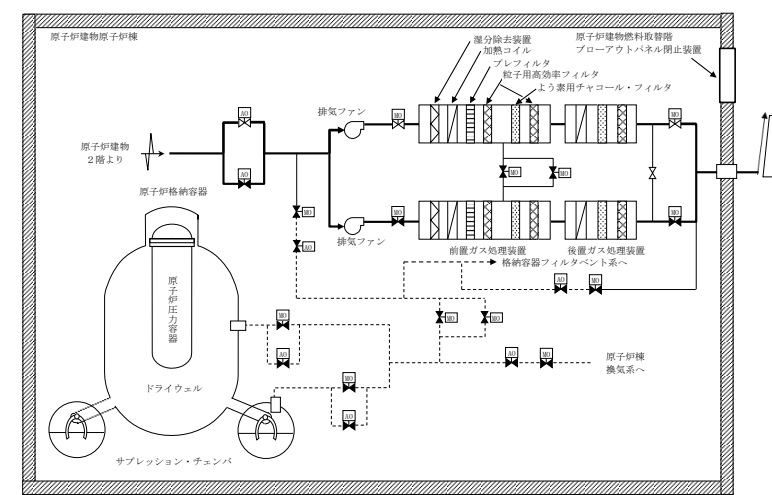 原子炉建物原子炉棟
湿分除去装置
加熱コイル
プレフィルタ
粒子用高効率フィルタ
よう素用チャコール・フィルタ
原子炉建物燃料取替階
ブローアウトパネル閉止装置
排気ファン
MO
AO
原子炉建物
2階より
AO
MO
MO
MO
MO
原子炉格納容器
MO
MO
MO
排気ファン
AO
前置ガス処理装置
後置ガス処理装置
格納容器フィルタベント系へ
AO
MO
原子炉圧力容器
MO
MO
MO
AO
AO
MO
原子炉棟
換気系へ
MO
ドライウェル
AO
サプレッション・チェンバ